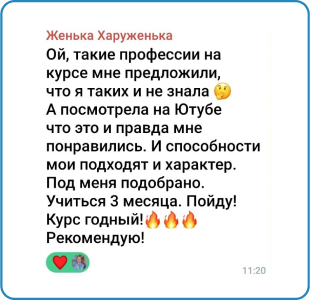 Женька Харуженька
Ой, такие профессии на
курсе мне предложили,
что я таких и не знала 🤔
А посмотрела на Ютубе
что это и правда мне
понравились. И способности
мои подходят и характер.
Под меня подобрано.
Учиться 3 месяца. Пойду!
Курс годный!🔥🔥🔥
Рекомендую!
❤️
11:20